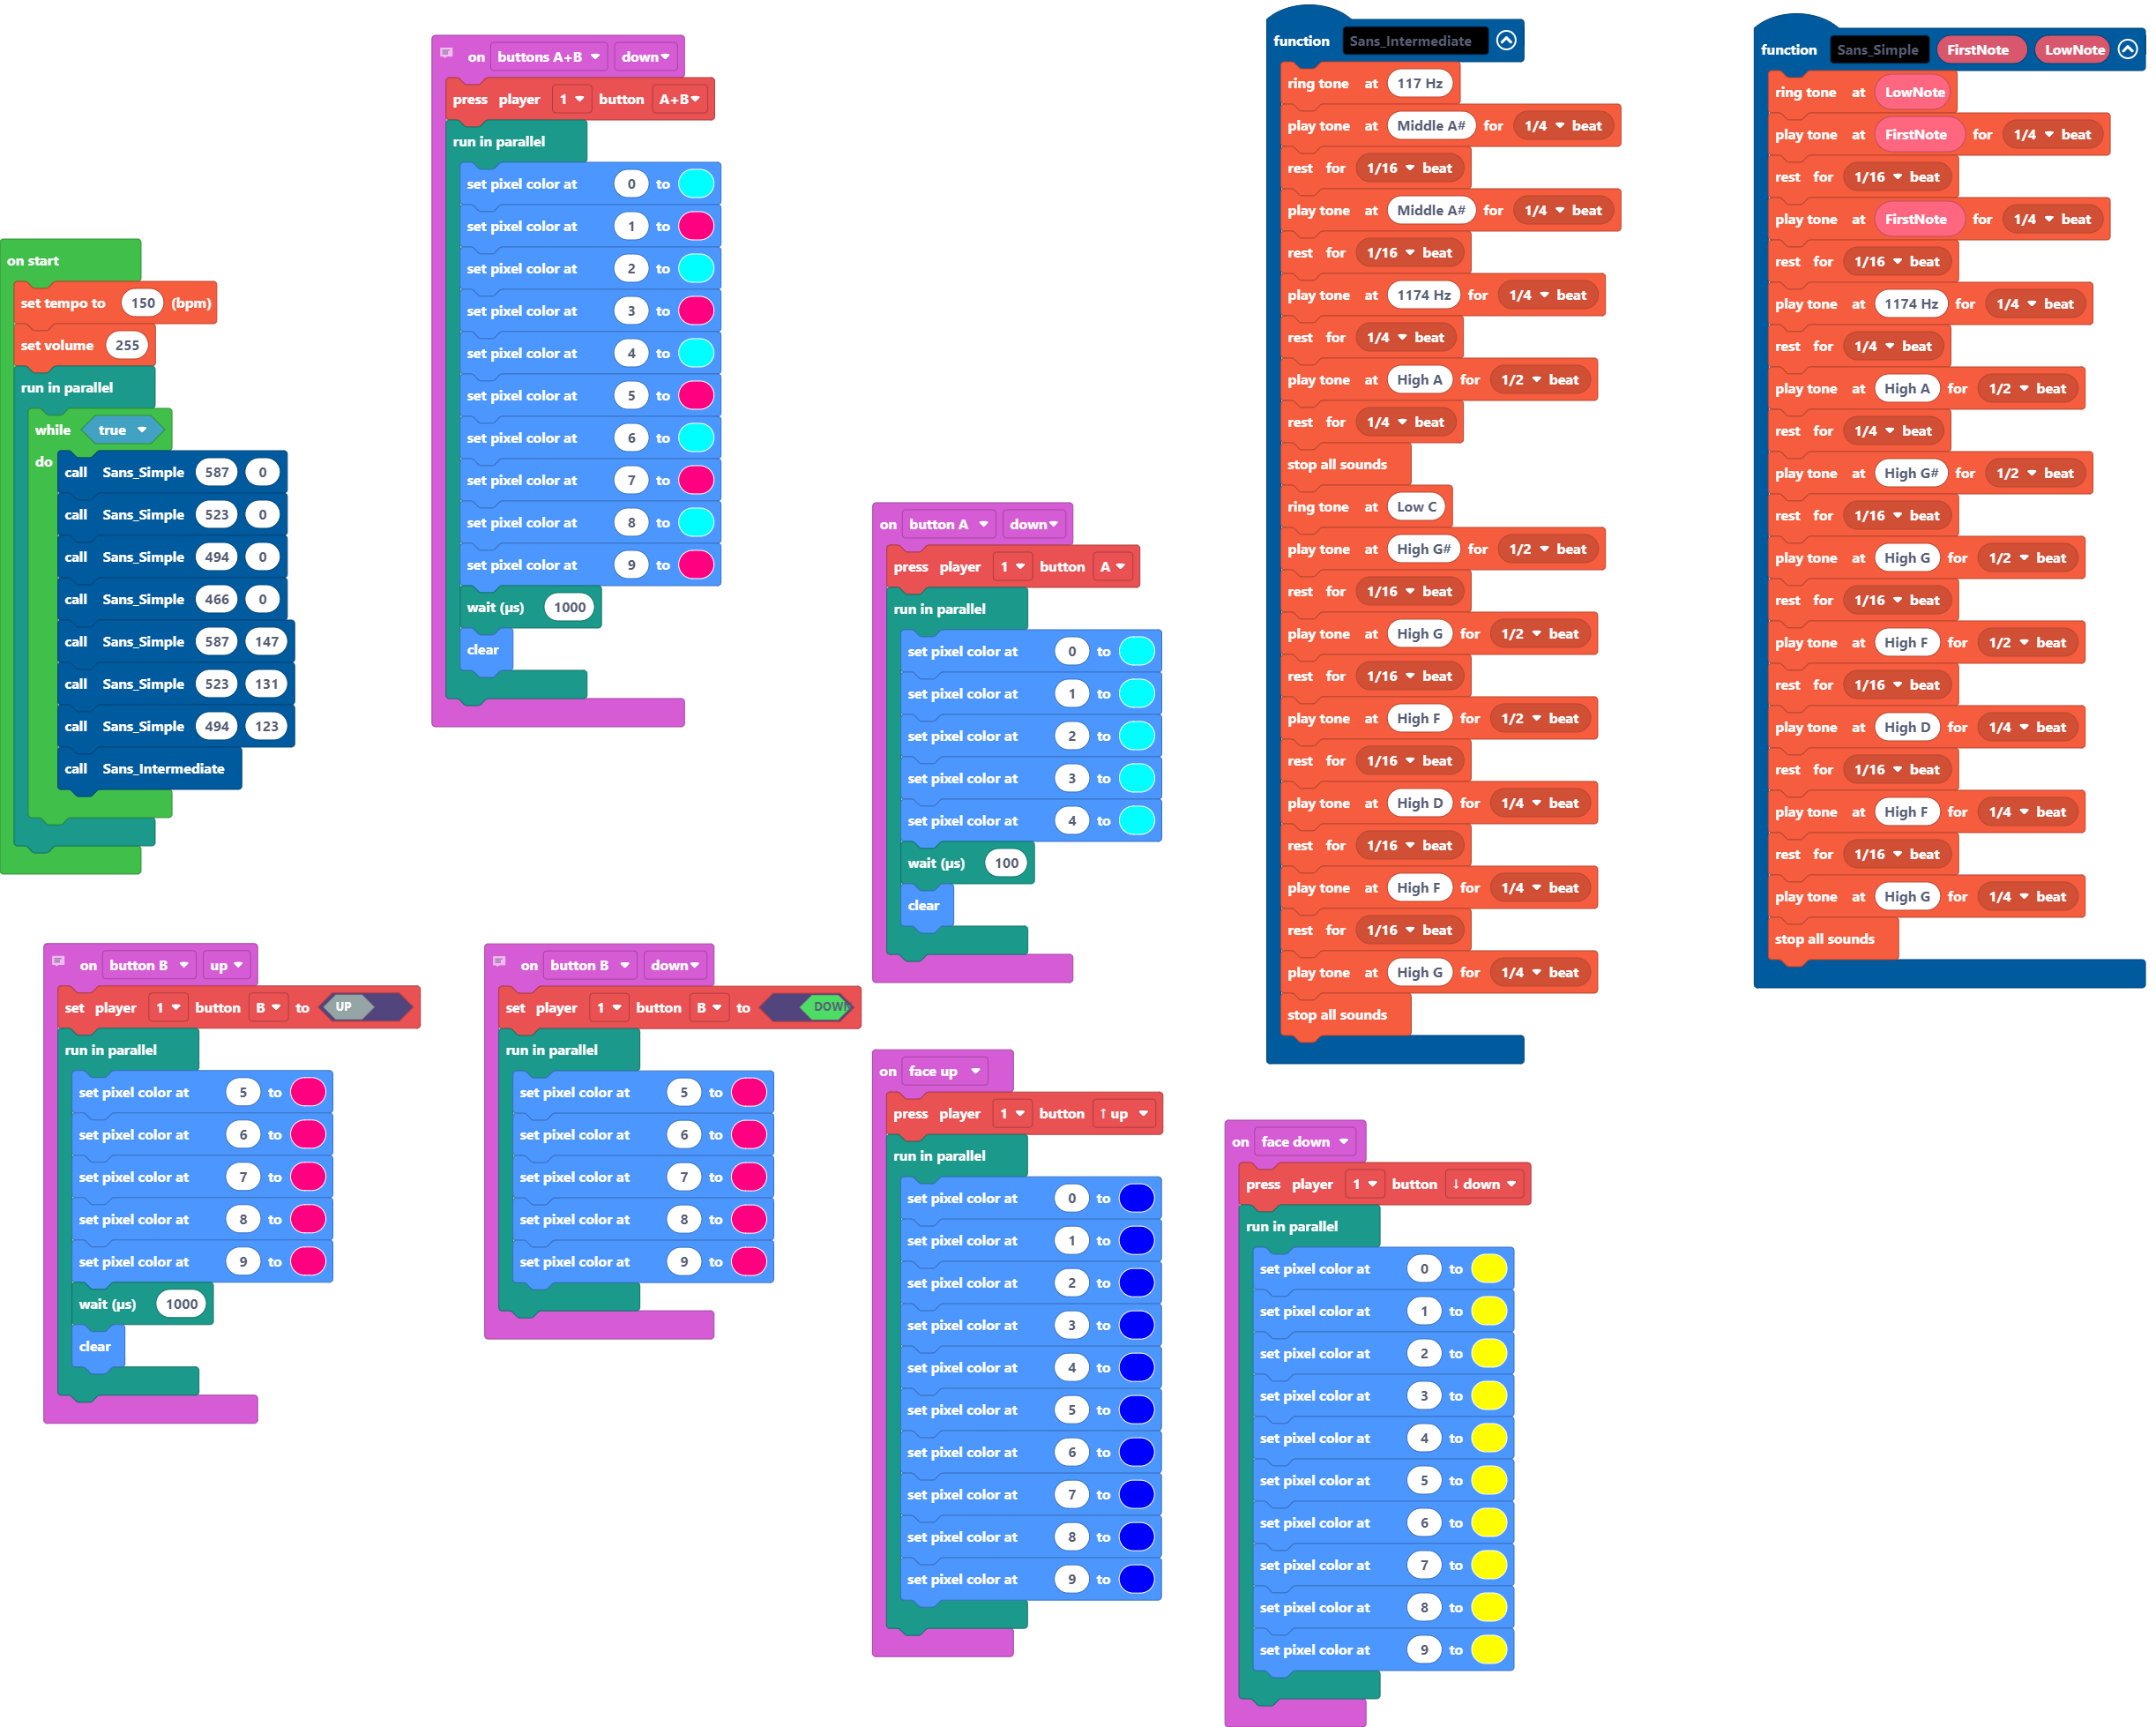 on start
set tempo to 150 (bpm)
set volume 255
run in parallel
while true
do
call Sans_Simple 587 0
call Sans_Simple 523 0
call Sans_Simple 494 0
call Sans_Simple 466 0
call Sans_Simple 587 147
call Sans_Simple 523 131
call Sans_Simple 494 123
call Sans_Intermediate
on buttons A+B down
press player 1 button A+B
run in parallel
set pixel color at 0 to
set pixel color at 1 to
set pixel color at 2 to
set pixel color at 3 to
set pixel color at 4 to
set pixel color at 5 to
set pixel color at 6 to
set pixel color at 7 to
set pixel color at 8 to
set pixel color at 9 to
wait (µs) 1000
clear
on button A down
press player 1 button A
run in parallel
set pixel color at 0 to
set pixel color at 1 to
set pixel color at 2 to
set pixel color at 3 to
set pixel color at 4 to
wait (µs) 100
clear
function Sans_Intermediate
ring tone at 117 Hz
play tone at Middle A# for 1/4 beat
rest for 1/16 beat
play tone at Middle A# for 1/4 beat
rest for 1/16 beat
play tone at 1174 Hz for 1/4 beat
rest for 1/4 beat
play tone at High A for 1/2 beat
rest for 1/4 beat
stop all sounds
ring tone at Low C
play tone at High G# for 1/2 beat
rest for 1/16 beat
play tone at High G for 1/2 beat
rest for 1/16 beat
play tone at High F for 1/2 beat
rest for 1/16 beat
play tone at High D for 1/4 beat
rest for 1/16 beat
play tone at High F for 1/4 beat
rest for 1/16 beat
play tone at High G for 1/4 beat
stop all sounds
function Sans_Simple FirstNote LowNote
ring tone at LowNote
play tone at FirstNote for 1/4 beat
rest for 1/16 beat
play tone at FirstNote for 1/4 beat
rest for 1/16 beat
play tone at 1174 Hz for 1/4 beat
rest for 1/4 beat
play tone at High A for 1/2 beat
rest for 1/4 beat
play tone at High G# for 1/2 beat
rest for 1/16 beat
play tone at High G for 1/2 beat
rest for 1/16 beat
play tone at High F for 1/2 beat
rest for 1/16 beat
play tone at High D for 1/4 beat
rest for 1/16 beat
play tone at High F for 1/4 beat
rest for 1/16 beat
play tone at High G for 1/4 beat
stop all sounds
on button B up
set player 1 button B to UP
run in parallel
set pixel color at 5 to
set pixel color at 6 to
set pixel color at 7 to
set pixel color at 8 to
set pixel color at 9 to
wait (µs) 1000
clear
on button B down
set player 1 button B to DOWN
run in parallel
set pixel color at 5 to
set pixel color at 6 to
set pixel color at 7 to
set pixel color at 8 to
set pixel color at 9 to
on face up
press player 1 button ↑ up
run in parallel
set pixel color at 0 to
set pixel color at 1 to
set pixel color at 2 to
set pixel color at 3 to
set pixel color at 4 to
set pixel color at 5 to
set pixel color at 6 to
set pixel color at 7 to
set pixel color at 8 to
set pixel color at 9 to
on face down
press player 1 button ↓ down
run in parallel
set pixel color at 0 to
set pixel color at 1 to
set pixel color at 2 to
set pixel color at 3 to
set pixel color at 4 to
set pixel color at 5 to
set pixel color at 6 to
set pixel color at 7 to
set pixel color at 8 to
set pixel color at 9 to